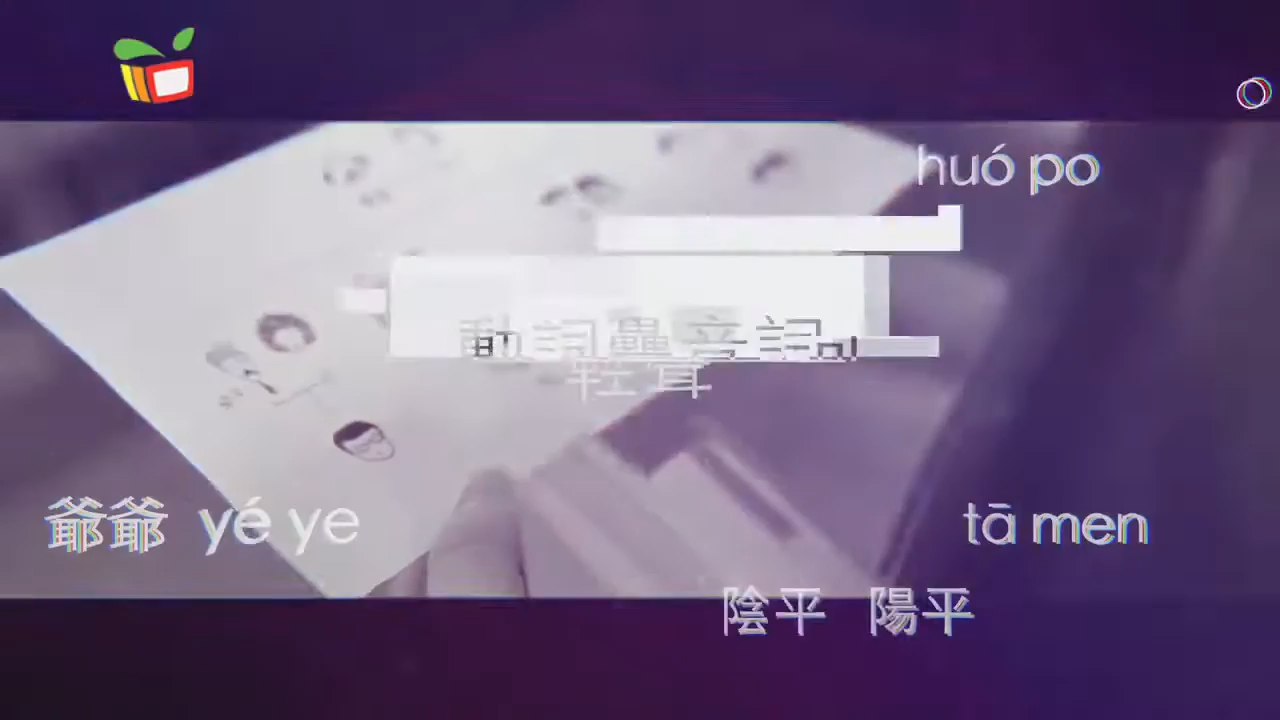 huó po
動詞疊音詞
輕聲
爺爺 yé ye
tā men
陰平 陽平